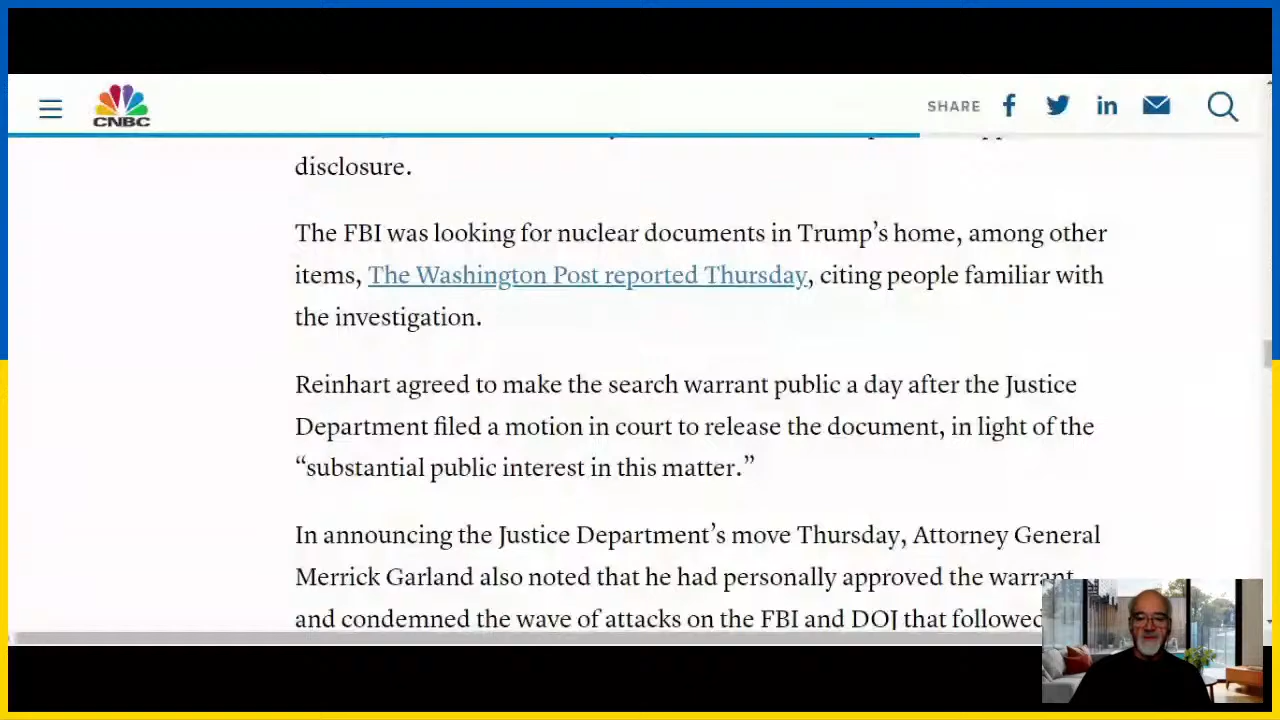 CNBC
SHARE
disclosure.
The FBI was looking for nuclear documents in Trump’s home, among other
items, The Washington Post reported Thursday, citing people familiar with
the investigation.
Reinhart agreed to make the search warrant public a day after the Justice
Department filed a motion in court to release the document, in light of the
“substantial public interest in this matter.”
In announcing the Justice Department’s move Thursday, Attorney General
Merrick Garland also noted that he had personally approved the warrant
and condemned the wave of attacks on the FBI and DOJ that followed